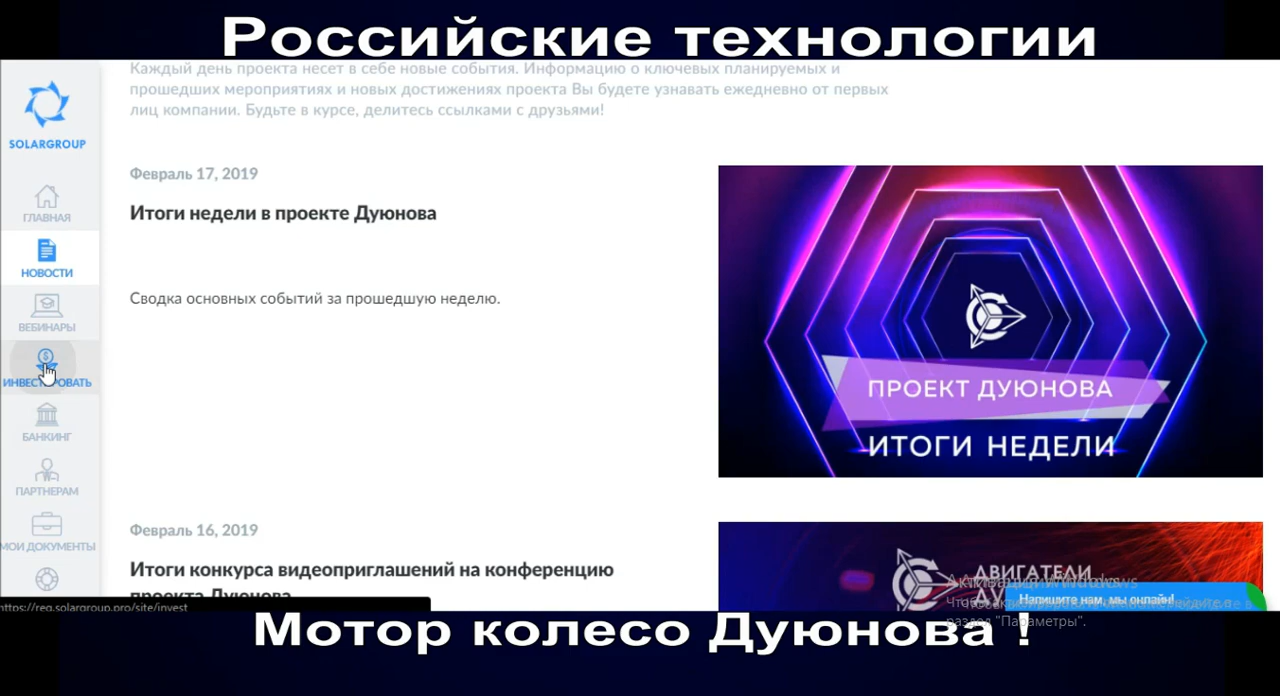 Российские технологии
Каждый день проекта несет в себе новые события. Информацию о ключевых планируемых и
прошедших мероприятиях и новых достижениях проекта Вы будете узнавать ежедневно от первых
лиц компании. Будьте в курсе, делитесь ссылками с друзьями!
SOLARGROUP
ГЛАВНАЯ
НОВОСТИ
ВЕБИНАРЫ
ИНВЕСТИРОВАТЬ
БАНКИНГ
ПАРТНЕРАМ
МОИ ДОКУМЕНТЫ
Февраль 17, 2019
Итоги недели в проекте Дуюнова
Сводка основных событий за прошедшую неделю.
ПРОЕКТ ДУЮНОВА
ИТОГИ НЕДЕЛИ
Февраль 16, 2019
Итоги конкурса видеоприглашений на конференцию
проекта Дуюнова
ДВИГАТЕЛИ
Напишите нам, мы онлайн!
раздел "Параметры".
https://reg.solargroup.pro/site/invest
Мотор колесо Дуюнова !